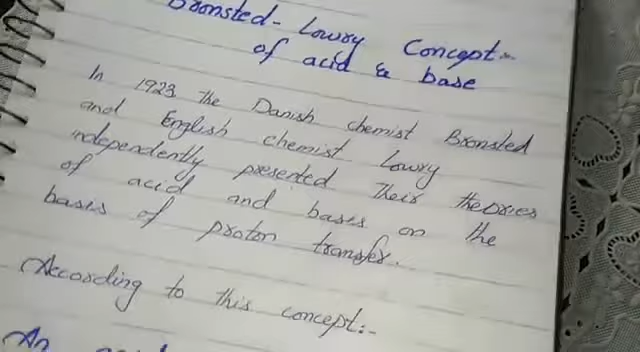 Bronsted-Lowry Concept:-
of acid & base
In 1923 the Danish chemist Bronsted
and English chemist Lowry
independently presented their theories
of acid and bases on the
basis of proton transfer.
According to this concept:-
An